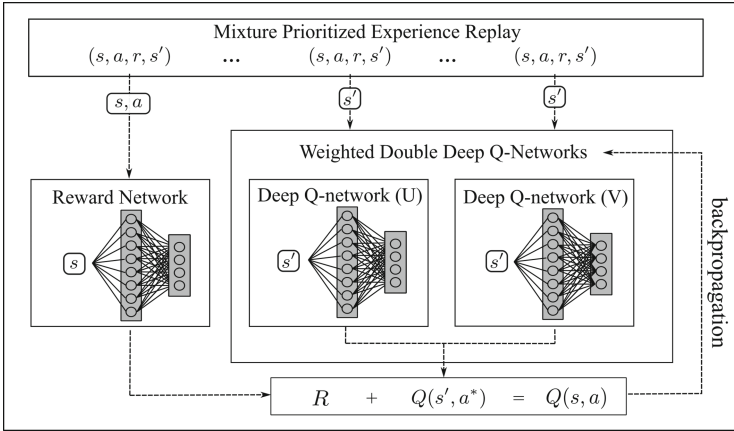 Mixture Prioritized Experience Replay
(s, a, r, s′) ... (s, a, r, s′) ... (s, a, r, s′)
s, a s′ s′
Weighted Double Deep Q-Networks
Reward Network Deep Q-network (U) Deep Q-network (V)
s s′ s′
backpropagation
R + Q(s′, a*) = Q(s, a)